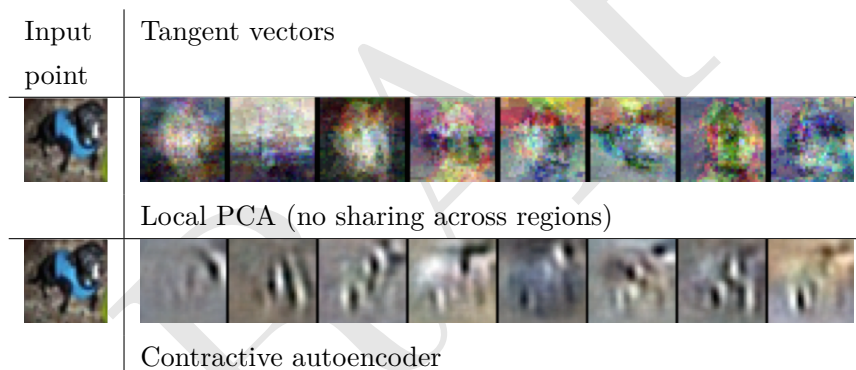 Input
point
Tangent vectors
Local PCA (no sharing across regions)
Contractive autoencoder